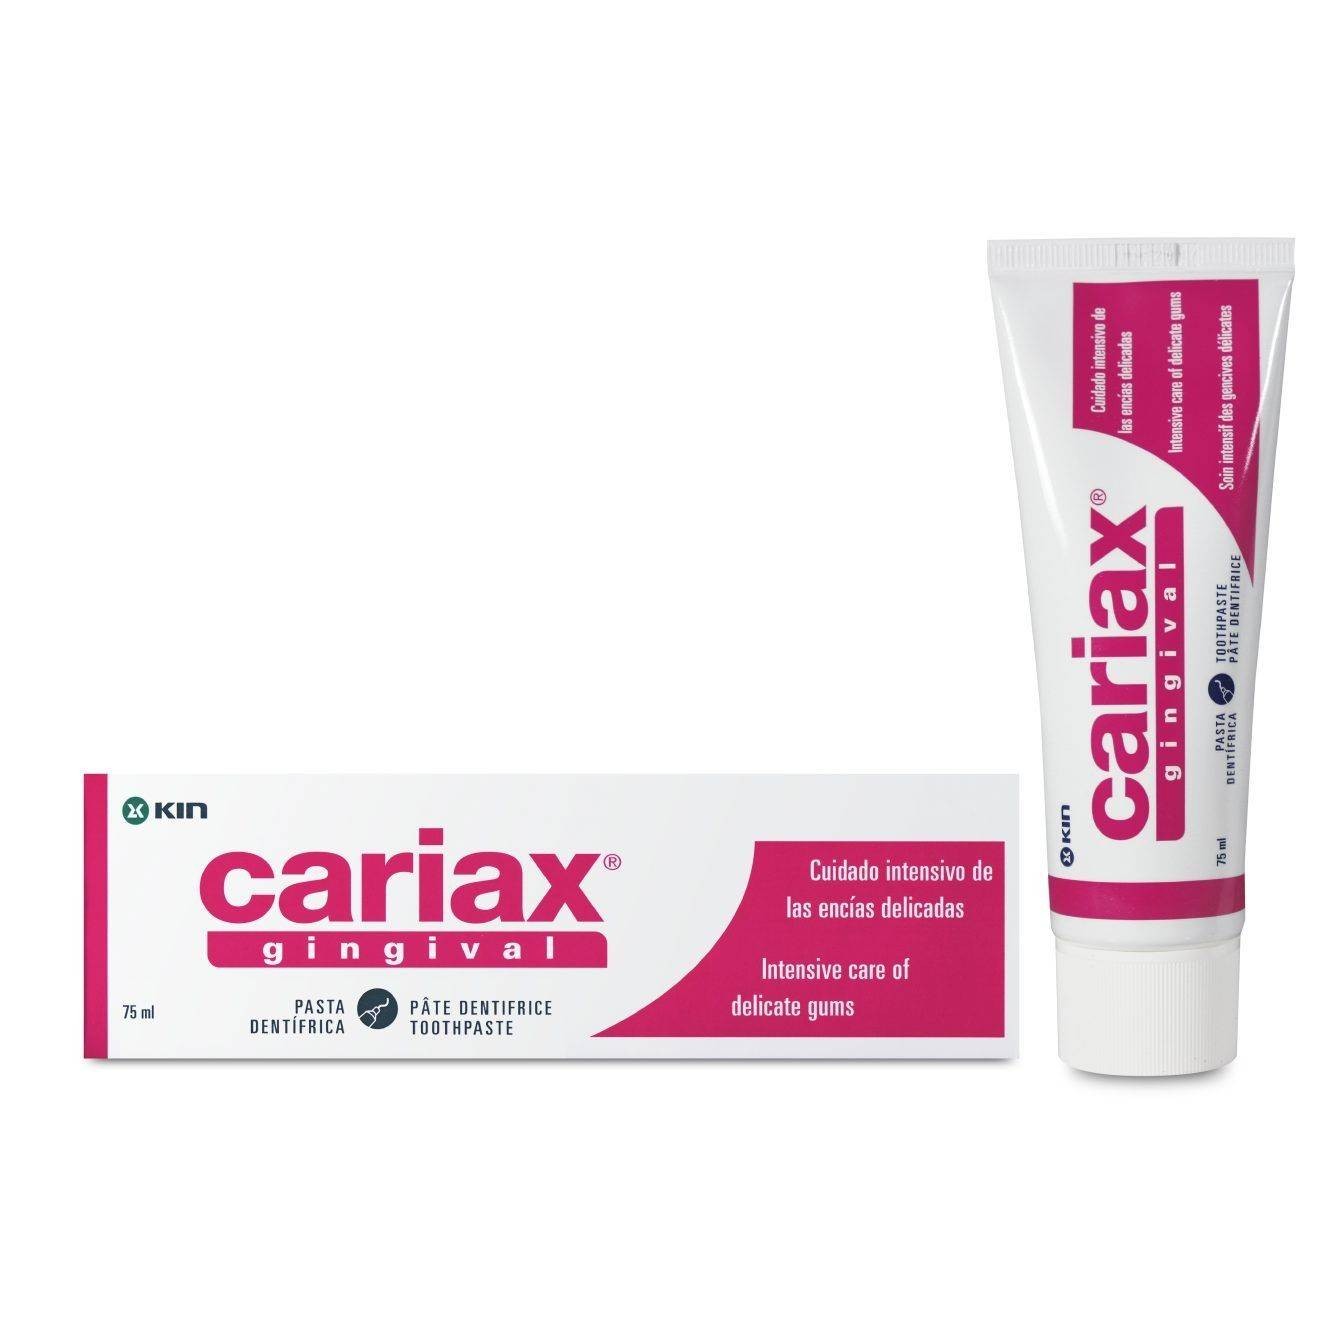 KIN
cariax®
gingival
75 ml
PASTA
DENTÍFRICA
PÂTE DENTIFRICE
TOOTHPASTE
Cuidado intensivo de
las encías delicadas
Intensive care of
delicate gums
Cuidado intensivo de
las encías delicadas
Intensive care of delicate gums
Soin intensif des gencives délicates
cariax®
gingival
PASTA
DENTÍFRICA
TOOTHPASTE
PÂTE DENTIFRICE
KIN
75 ml